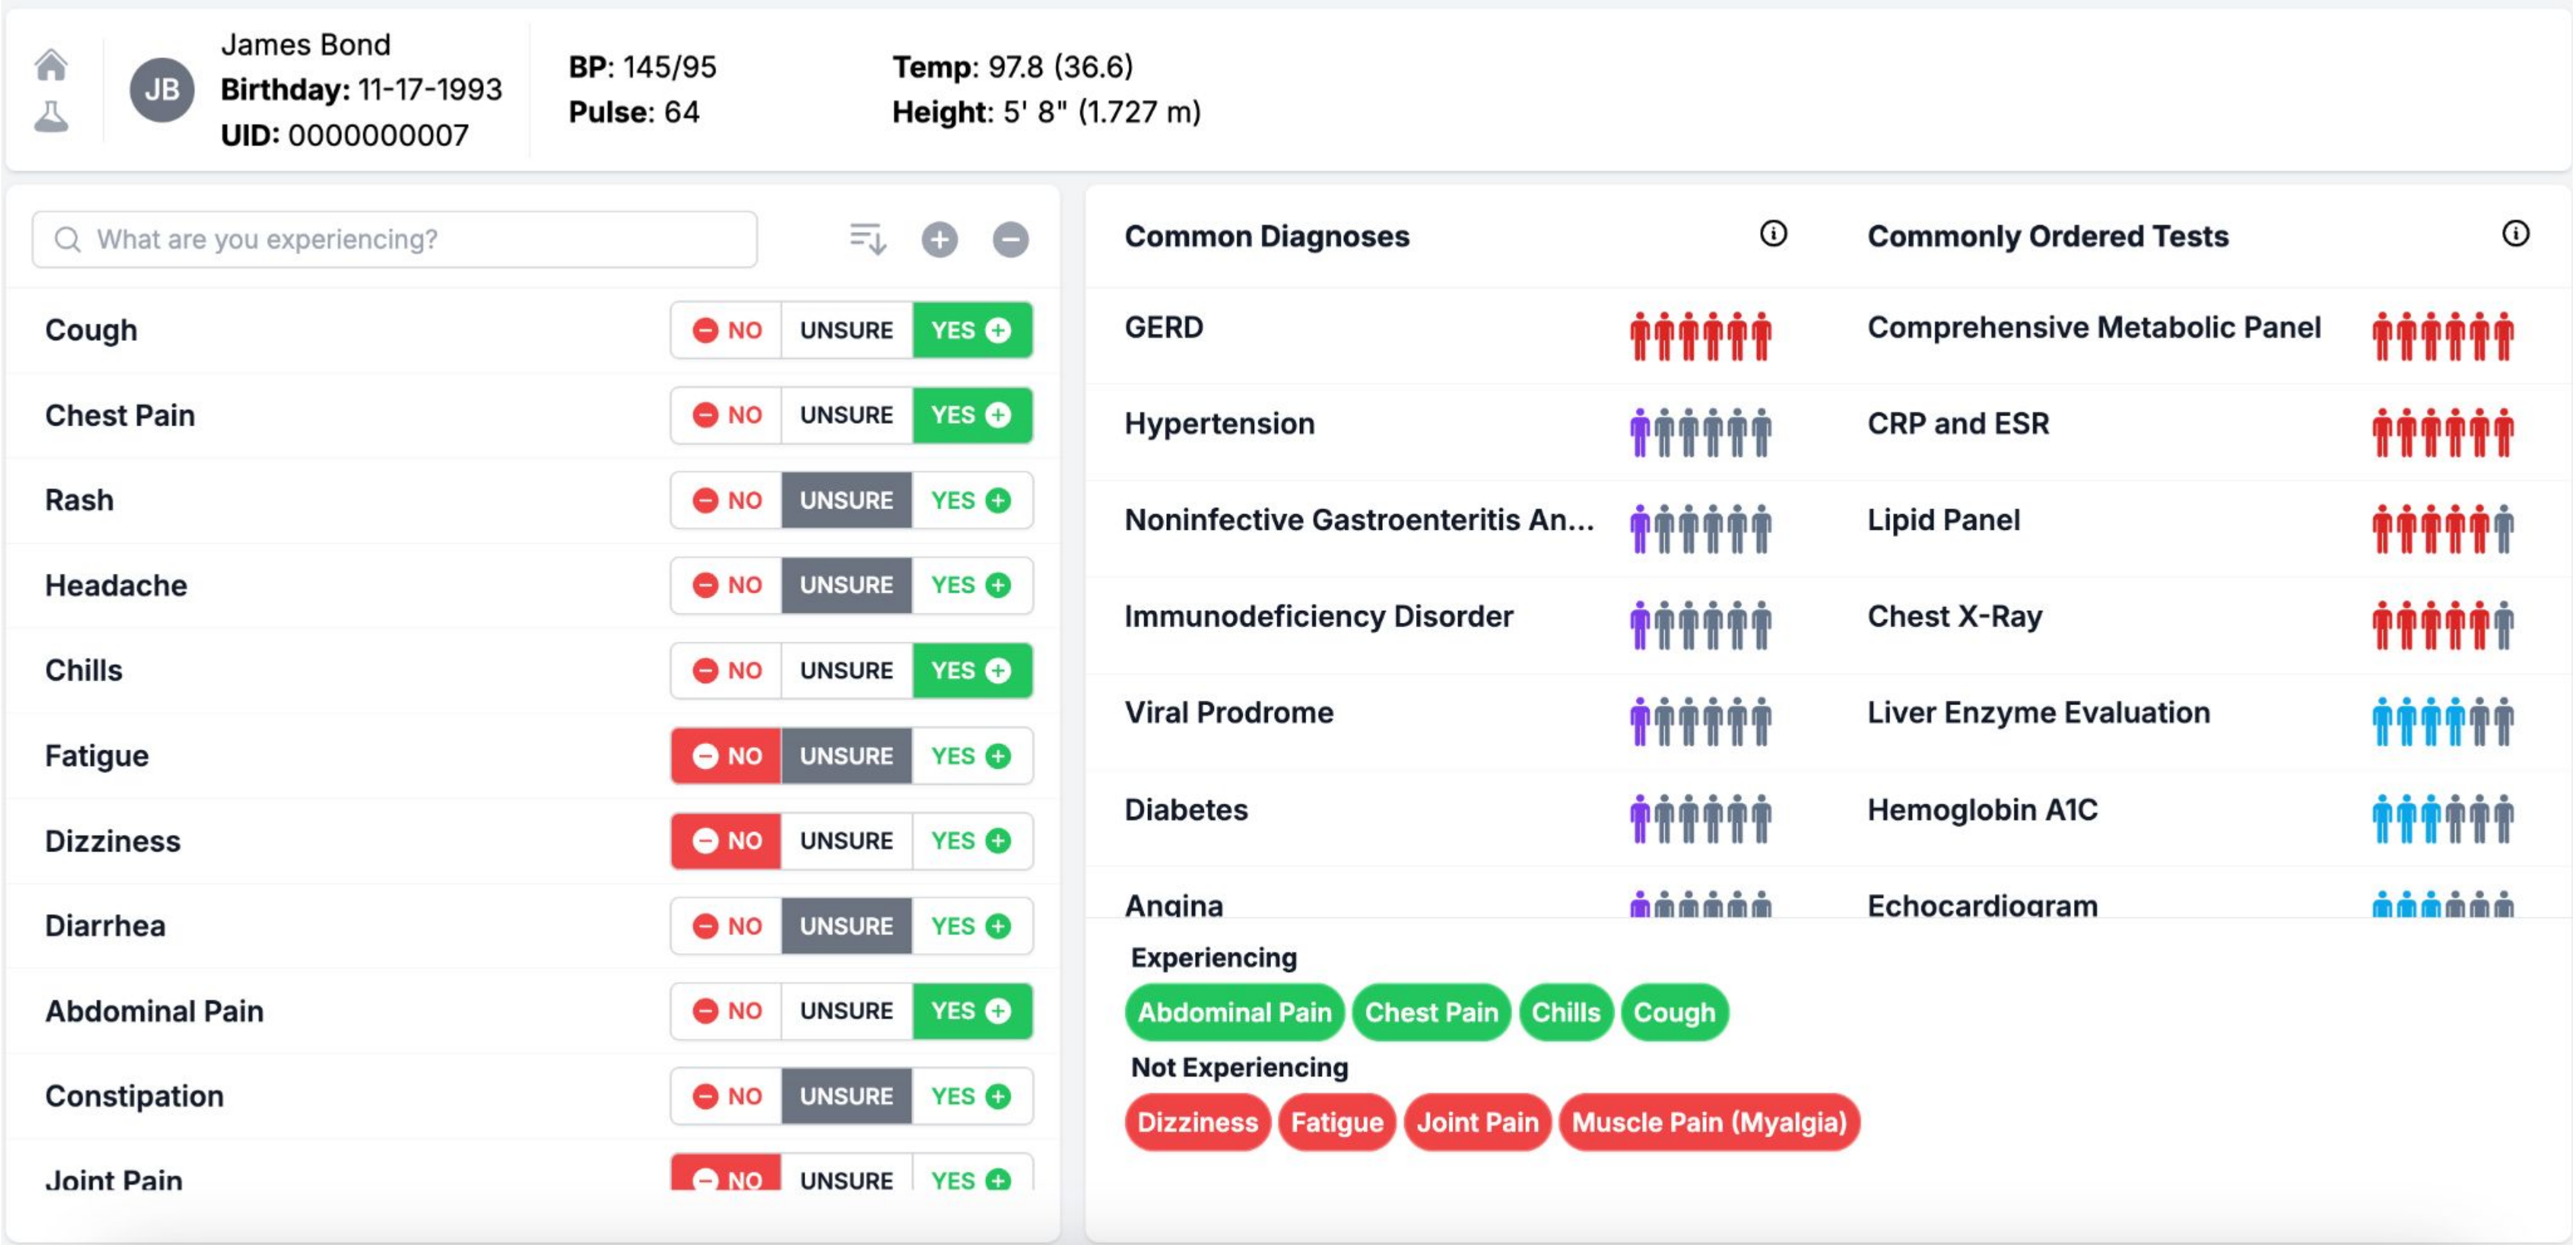 James Bond
JB
Birthday: 11-17-1993
UID: 0000000007
BP: 145/95
Pulse: 64
Temp: 97.8 (36.6)
Height: 5' 8" (1.727 m)
What are you experiencing?
Cough NO UNSURE YES
Chest Pain NO UNSURE YES
Rash NO UNSURE YES
Headache NO UNSURE YES
Chills NO UNSURE YES
Fatigue NO UNSURE YES
Dizziness NO UNSURE YES
Diarrhea NO UNSURE YES
Abdominal Pain NO UNSURE YES
Constipation NO UNSURE YES
Joint Pain NO UNSURE YES
Common Diagnoses
GERD
Hypertension
Noninfective Gastroenteritis An...
Immunodeficiency Disorder
Viral Prodrome
Diabetes
Angina
Commonly Ordered Tests
Comprehensive Metabolic Panel
CRP and ESR
Lipid Panel
Chest X-Ray
Liver Enzyme Evaluation
Hemoglobin A1C
Echocardiogram
Experiencing
Abdominal Pain Chest Pain Chills Cough
Not Experiencing
Dizziness Fatigue Joint Pain Muscle Pain (Myalgia)